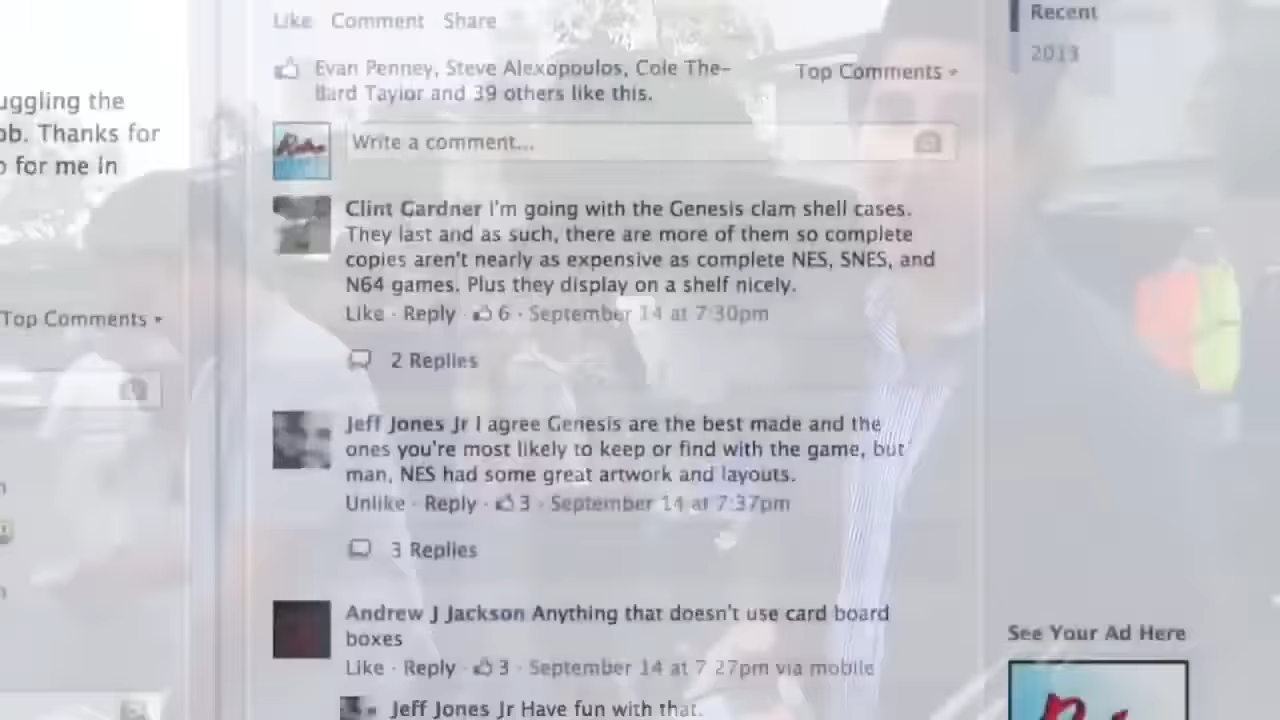 Like Comment Share
Evan Penney, Steve Alexopoulos, Cole The-
bard Taylor and 39 others like this.
Top Comments
Write a comment...
Clint Gardner I'm going with the Genesis clam shell cases.
They last and as such, there are more of them so complete
copies aren't nearly as expensive as complete NES, SNES, and
N64 games. Plus they display on a shelf nicely.
Like · Reply · 6 · September 14 at 7:30pm
2 Replies
Jeff Jones Jr I agree Genesis are the best made and the
ones you're most likely to keep or find with the game, but
man, NES had some great artwork and layouts.
Unlike · Reply · 3 · September 14 at 7:37pm
3 Replies
Andrew J Jackson Anything that doesn't use card board
boxes
Like · Reply · 3 · September 14 at 7:27pm via mobile
Jeff Jones Jr Have fun with that.
uggling the
ob. Thanks for
for me in
Top Comments
Recent
2013
See Your Ad Here